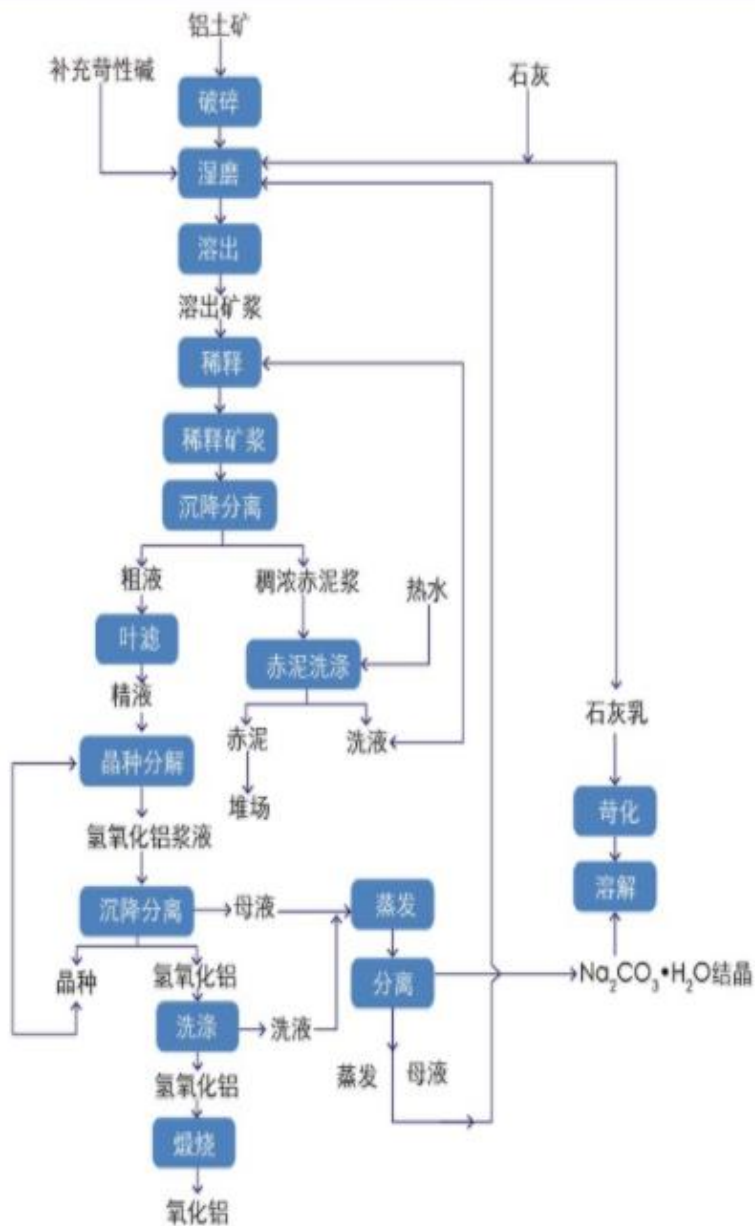 铝土矿
补充苛性碱
石灰
破碎
湿磨
溶出
溶出矿浆
稀释
稀释矿浆
沉降分离
粗液
稠浓赤泥浆
热水
叶滤
赤泥洗涤
精液
赤泥
洗液
石灰乳
晶种分解
堆场
苛化
氢氧化铝浆液
溶解
沉降分离
母液
蒸发
晶种
氢氧化铝
分离
Na₂CO₃•H₂O结晶
洗涤
洗液
氢氧化铝
蒸发
母液
煅烧
氧化铝